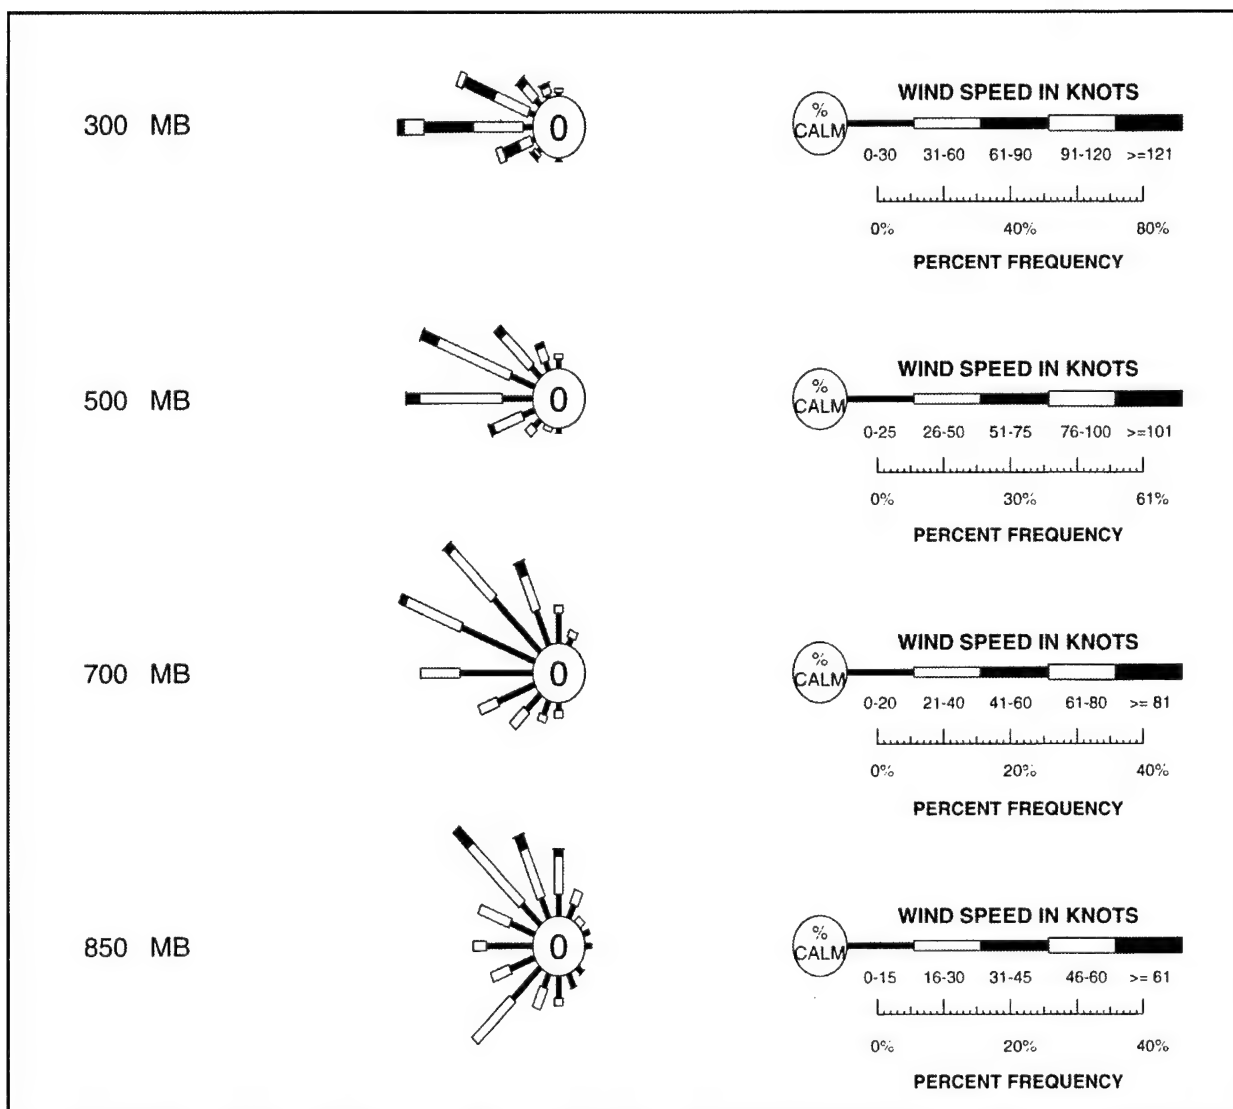 300 MB
0
WIND SPEED IN KNOTS
% CALM
0-30 31-60 61-90 91-120 >=121
0% 40% 80%
PERCENT FREQUENCY
500 MB
0
WIND SPEED IN KNOTS
% CALM
0-25 26-50 51-75 76-100 >=101
0% 30% 61%
PERCENT FREQUENCY
700 MB
0
WIND SPEED IN KNOTS
% CALM
0-20 21-40 41-60 61-80 >= 81
0% 20% 40%
PERCENT FREQUENCY
850 MB
0
WIND SPEED IN KNOTS
% CALM
0-15 16-30 31-45 46-60 >= 61
0% 20% 40%
PERCENT FREQUENCY